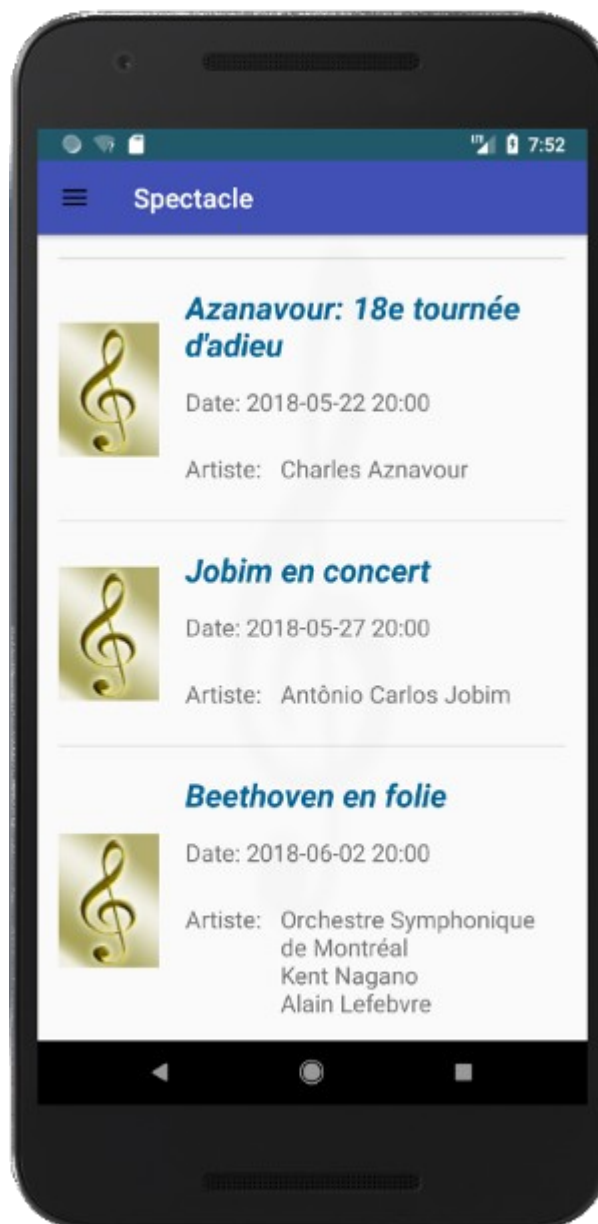 7:52
Spectacle
Azanavour: 18e tournée
d'adieu
Date: 2018-05-22 20:00
Artiste: Charles Aznavour
Jobim en concert
Date: 2018-05-27 20:00
Artiste: Antônio Carlos Jobim
Beethoven en folie
Date: 2018-06-02 20:00
Artiste: Orchestre Symphonique
de Montréal
Kent Nagano
Alain Lefebvre